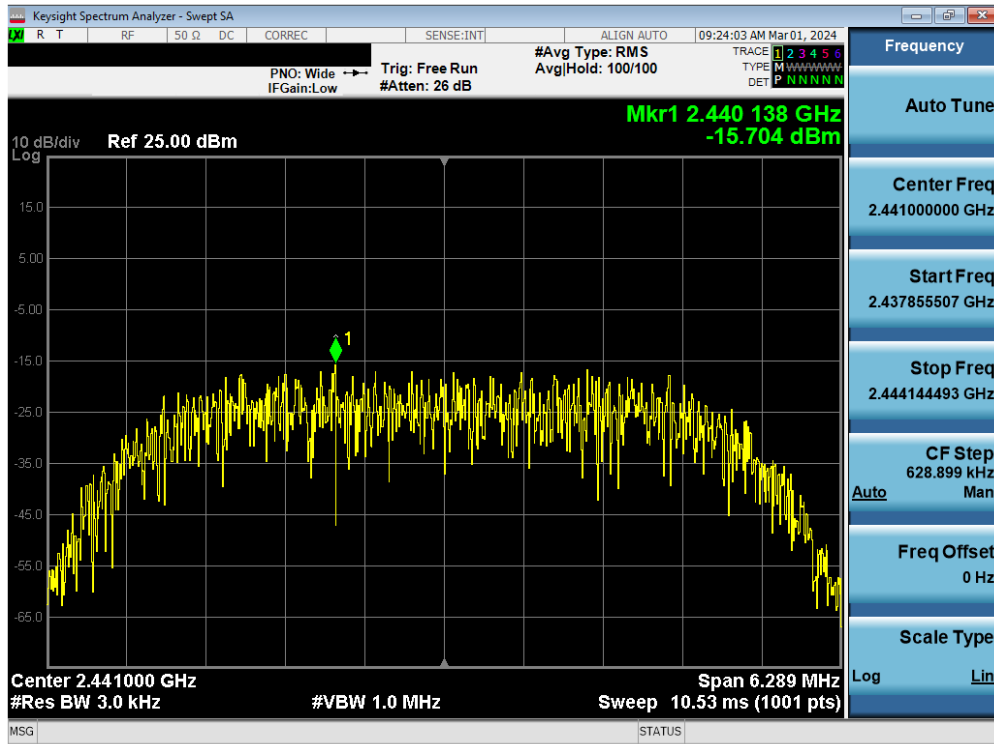 Keysight Spectrum Analyzer - Swept SA
LXI R T RF 50 Ω DC CORREC SENSE:INT ALIGN AUTO 09:24:03 AM Mar 01, 2024
PNO: Wide Trig: Free Run #Avg Type: RMS TRACE 1 2 3 4 5 6
IFGain:Low #Atten: 26 dB Avg|Hold: 100/100 TYPE M W W W W W
DET P N N N N N
Mkr1 2.440 138 GHz
-15.704 dBm
10 dB/div Ref 25.00 dBm
Log
15.0
5.00
-5.00
-15.0
-25.0
-35.0
-45.0
-55.0
-65.0
1
Center 2.441000 GHz Span 6.289 MHz
#Res BW 3.0 kHz #VBW 1.0 MHz Sweep 10.53 ms (1001 pts)
MSG STATUS
Frequency
Auto Tune
Center Freq
2.441000000 GHz
Start Freq
2.437855507 GHz
Stop Freq
2.444144493 GHz
CF Step
628.899 kHz
Auto Man
Freq Offset
0 Hz
Scale Type
Log Lin